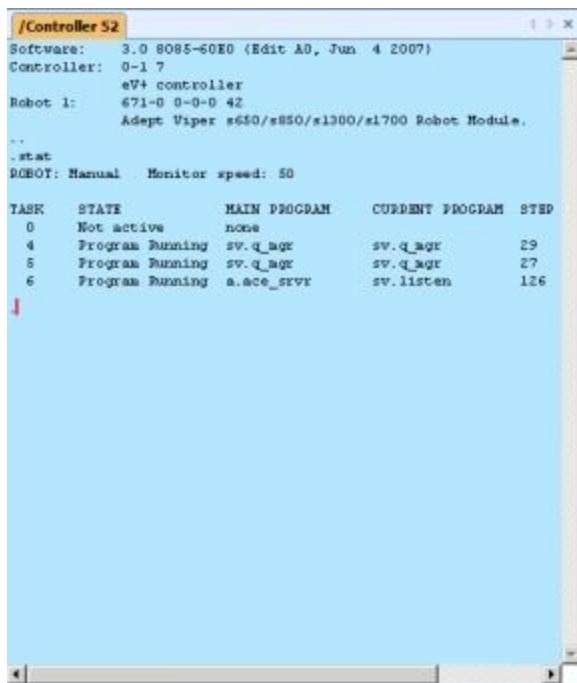 /Controller 52
Software: 3.0 8085-60E0 (Edit A0, Jun 4 2007)
Controller: 0-1 7
eV+ controller
Robot 1: 671-0 0-0-0 42
Adept Viper s650/s850/s1300/s1700 Robot Module.
..
.stat
ROBOT: Manual Monitor speed: 50
TASK STATE MAIN PROGRAM CURRENT PROGRAM STEP
0 Not active none
4 Program Running sv.q_mgr sv.q_mgr 29
5 Program Running sv.q_mgr sv.q_mgr 27
6 Program Running a.ace_srvr sv.listen 126
.